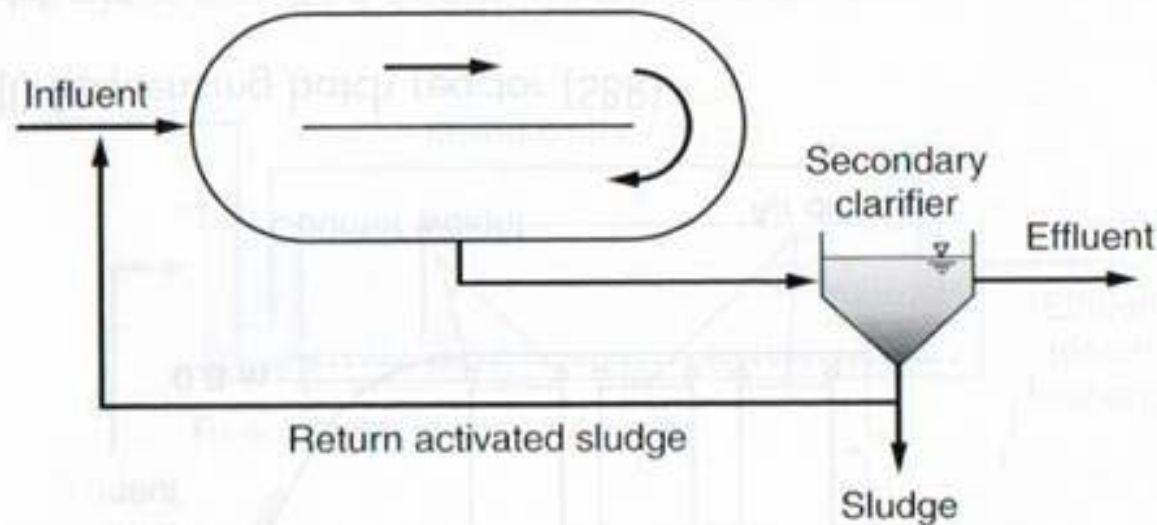 Influent
Secondary
clarifier
Effluent
Return activated sludge
Sludge